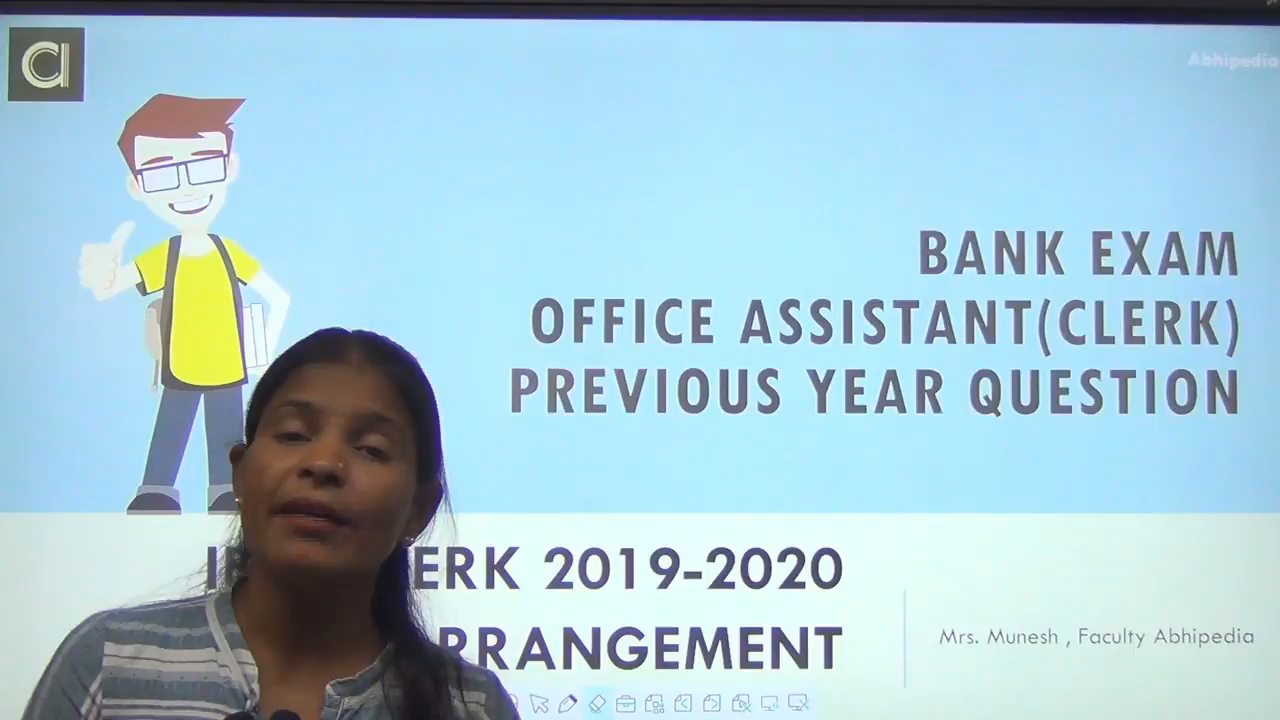 Abhipedia
BANK EXAM
OFFICE ASSISTANT(CLERK)
PREVIOUS YEAR QUESTION
2019-2020
Mrs. Munesh , Faculty Abhipedia